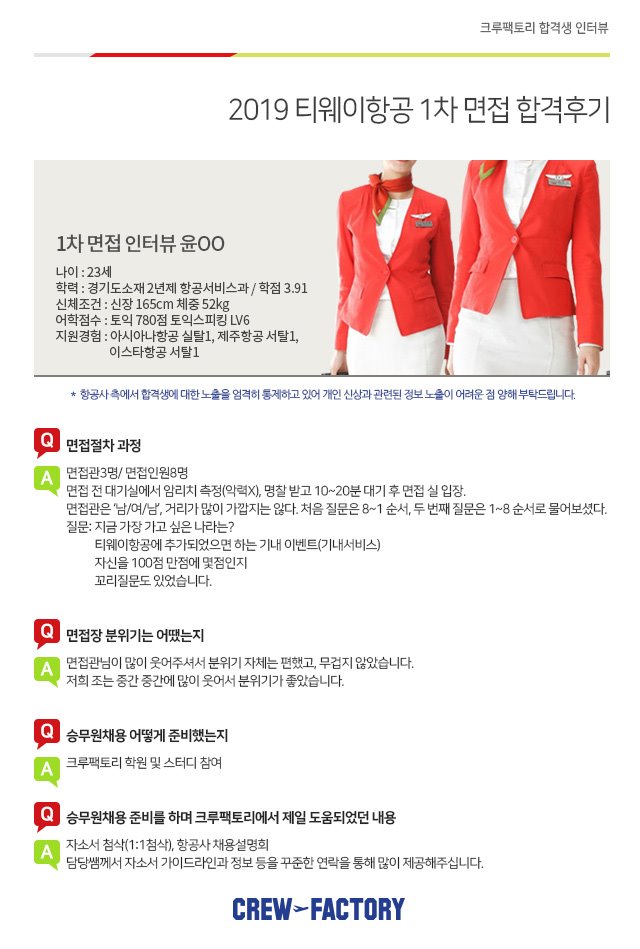 크루팩토리 합격생 인터뷰
2019 티웨이항공 1차 면접 합격후기
1차 면접 인터뷰 윤OO
나이 : 23세
학력 : 경기도소재 2년제 항공서비스과 / 학점 3.91
신체조건 : 신장 165cm 체중 52kg
어학점수 : 토익 780점 토익스피킹 LV6
지원경험 : 아시아나항공 실탈1, 제주항공 서탈1,
이스타항공 서탈1
* 항공사 측에서 합격생에 대한 노출을 엄격히 통제하고 있어 개인 신상과 관련된 정보 노출이 어려운 점 양해 부탁드립니다.
Q 면접절차 과정
A 면접관3명/ 면접인원8명
면접 전 대기실에서 암리치 측정(악력X), 명찰 받고 10~20분 대기 후 면접 실 입장.
면접관은 '남/여/남', 거리가 많이 가깝지는 않다. 처음 질문은 8~1 순서, 두 번째 질문은 1~8 순서로 물어보셨다.
질문: 지금 가장 가고 싶은 나라는?
티웨이항공에 추가되었으면 하는 기내 이벤트(기내서비스)
자신을 100점 만점에 몇점인지
꼬리질문도 있었습니다.
Q 면접장 분위기는 어땠는지
A 면접관님이 많이 웃어주셔서 분위기 자체는 편했고, 무겁지 않았습니다.
저희 조는 중간 중간에 많이 웃어서 분위기가 좋았습니다.
Q 승무원채용 어떻게 준비했는지
A 크루팩토리 학원 및 스터디 참여
Q 승무원채용 준비를 하며 크루팩토리에서 제일 도움되었던 내용
A 자소서 첨삭(1:1첨삭), 항공사 채용설명회
담당쌤께서 자소서 가이드라인과 정보 등을 꾸준한 연락을 통해 많이 제공해주십니다.
CREW FACTORY